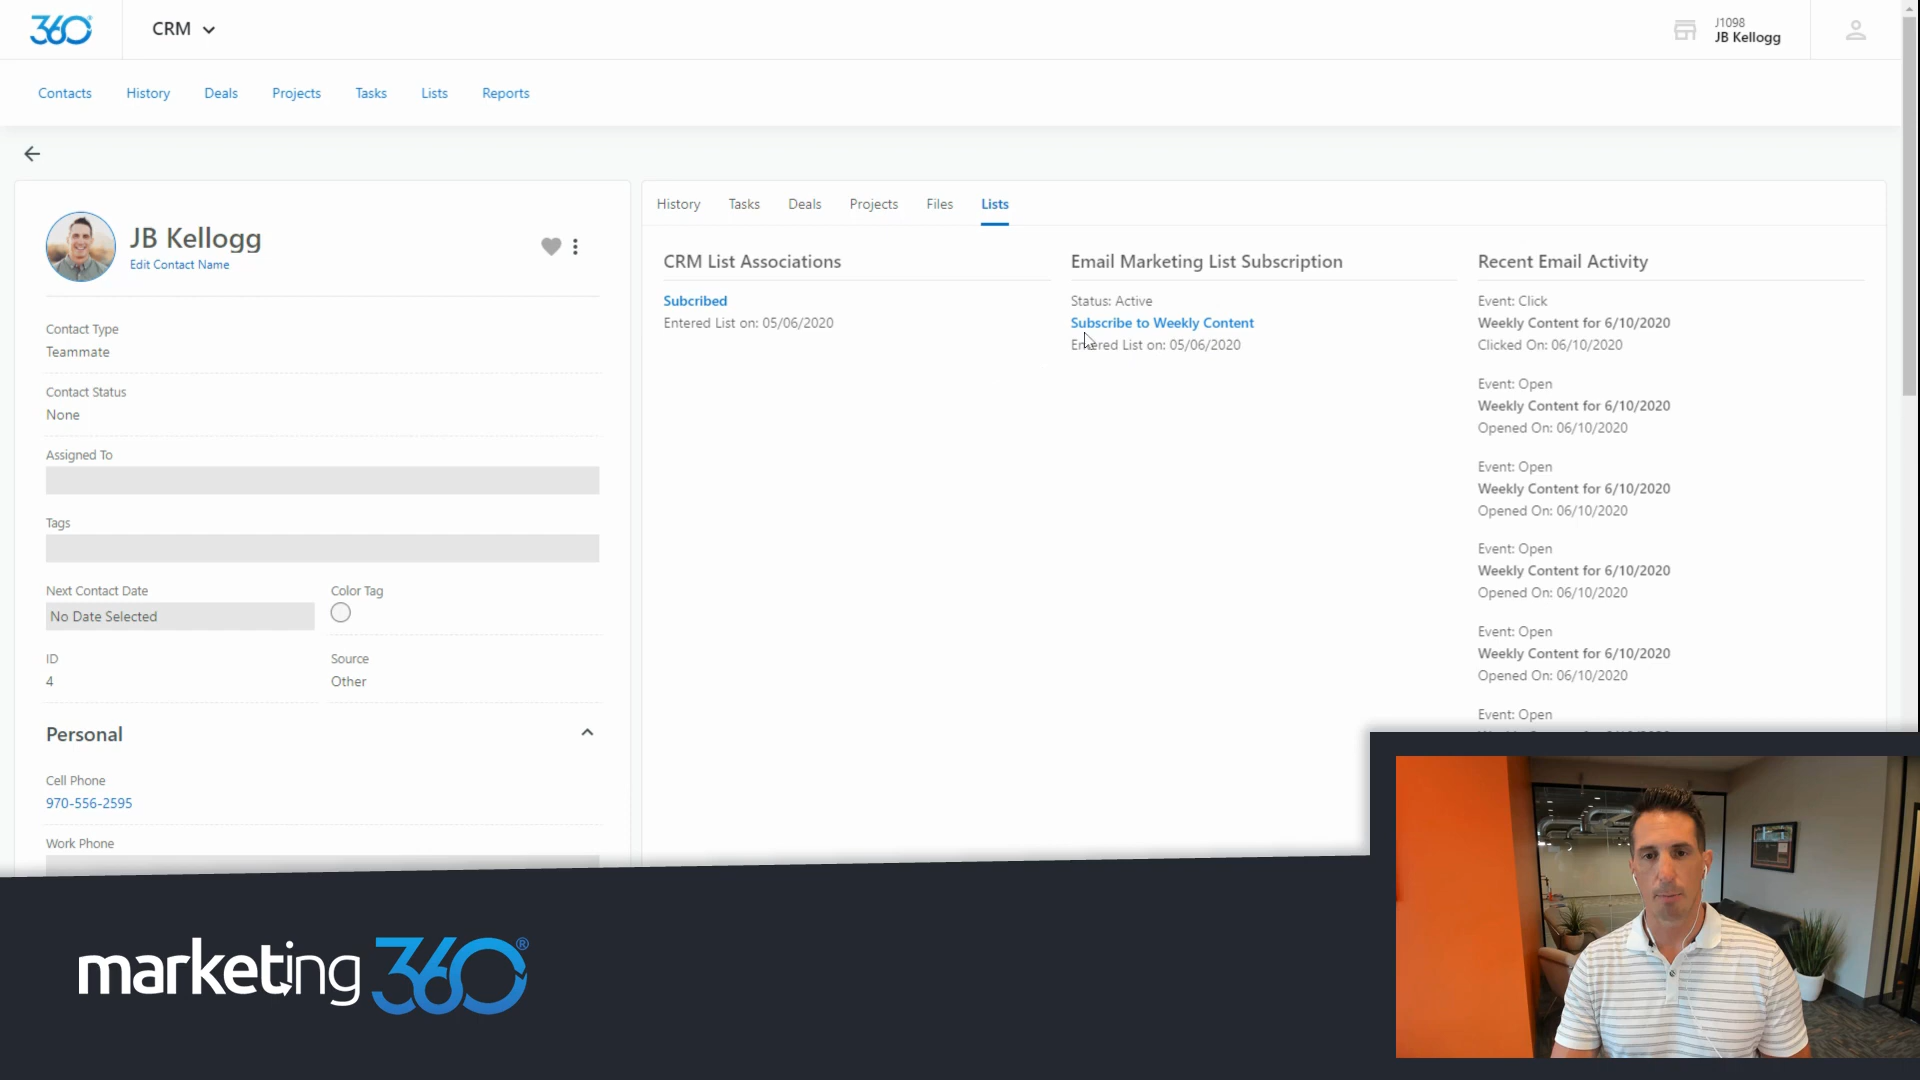 360
CRM
J1098
JB Kellogg
Contacts
History
Deals
Projects
Tasks
Lists
Reports
JB Kellogg
Edit Contact Name
Contact Type
Teammate
Contact Status
None
Assigned To
Tags
Next Contact Date
No Date Selected
Color Tag
ID
4
Source
Other
Personal
Cell Phone
970-556-2595
Work Phone
History
Tasks
Deals
Projects
Files
Lists
CRM List Associations
Subcribed
Entered List on: 05/06/2020
Email Marketing List Subscription
Status: Active
Subscribe to Weekly Content
Entered List on: 05/06/2020
Recent Email Activity
Event: Click
Weekly Content for 6/10/2020
Clicked On: 06/10/2020
Event: Open
Weekly Content for 6/10/2020
Opened On: 06/10/2020
Event: Open
Weekly Content for 6/10/2020
Opened On: 06/10/2020
Event: Open
Weekly Content for 6/10/2020
Opened On: 06/10/2020
Event: Open
Weekly Content for 6/10/2020
Opened On: 06/10/2020
Event: Open
marketing 360®